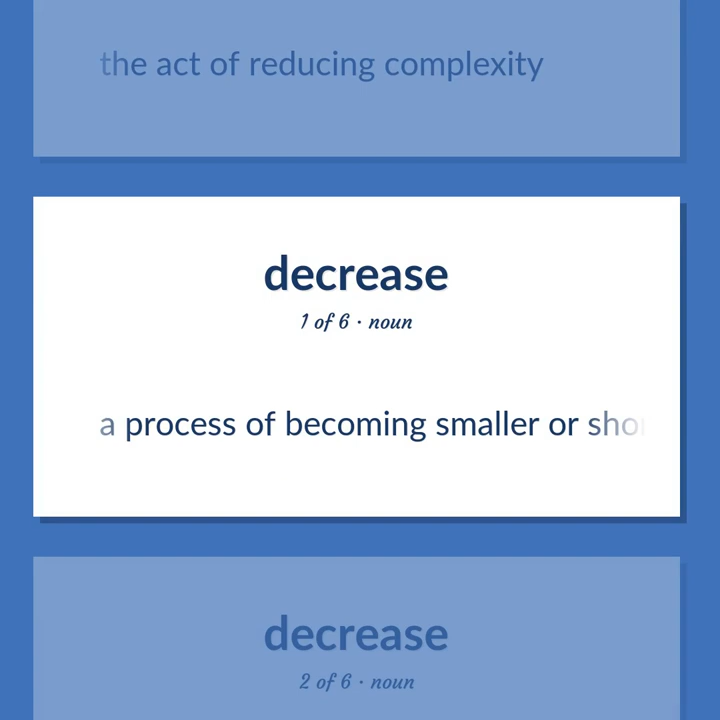 the act of reducing complexity
decrease
1 of 6 · noun
a process of becoming smaller or
decrease
2 of 6 · noun